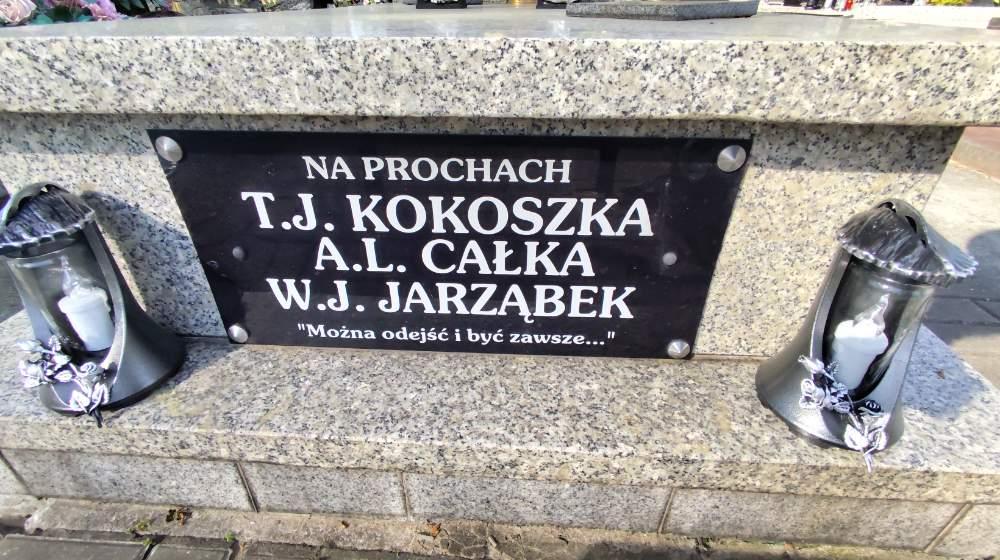 NA PROCHACH
T.J. KOKOSZKA
A.L. CAŁKA
W.J. JARZĄBEK
"Można odejść i być zawsze..."